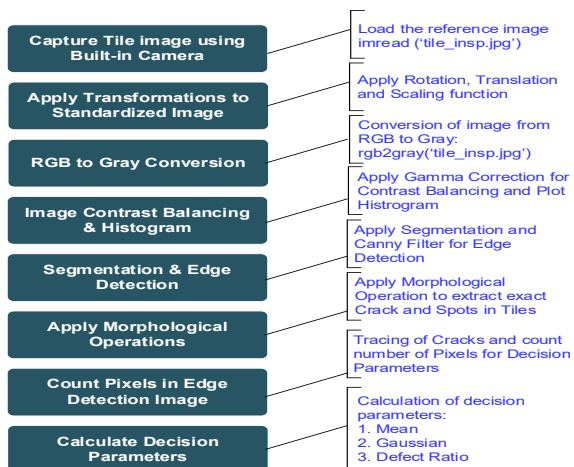 Capture Tile image using
Built-in Camera
Load the reference image
imread (‘tile_insp.jpg’)
Apply Transformations to
Standardized Image
Apply Rotation, Translation
and Scaling function
RGB to Gray Conversion
Conversion of image from
RGB to Gray:
rgb2gray(‘tile_insp.jpg’)
Image Contrast Balancing
& Histogram
Apply Gamma Correction for
Contrast Balancing and Plot
Histrogram
Segmentation & Edge
Detection
Apply Segmentation and
Canny Filter for Edge
Detection
Apply Morphological
Operations
Apply Morphological
Operation to extract exact
Crack and Spots in Tiles
Count Pixels in Edge
Detection Image
Tracing of Cracks and count
number of Pixels for Decision
Parameters
Calculate Decision
Parameters
Calculation of decision
parameters:
1. Mean
2. Gaussian
3. Defect Ratio